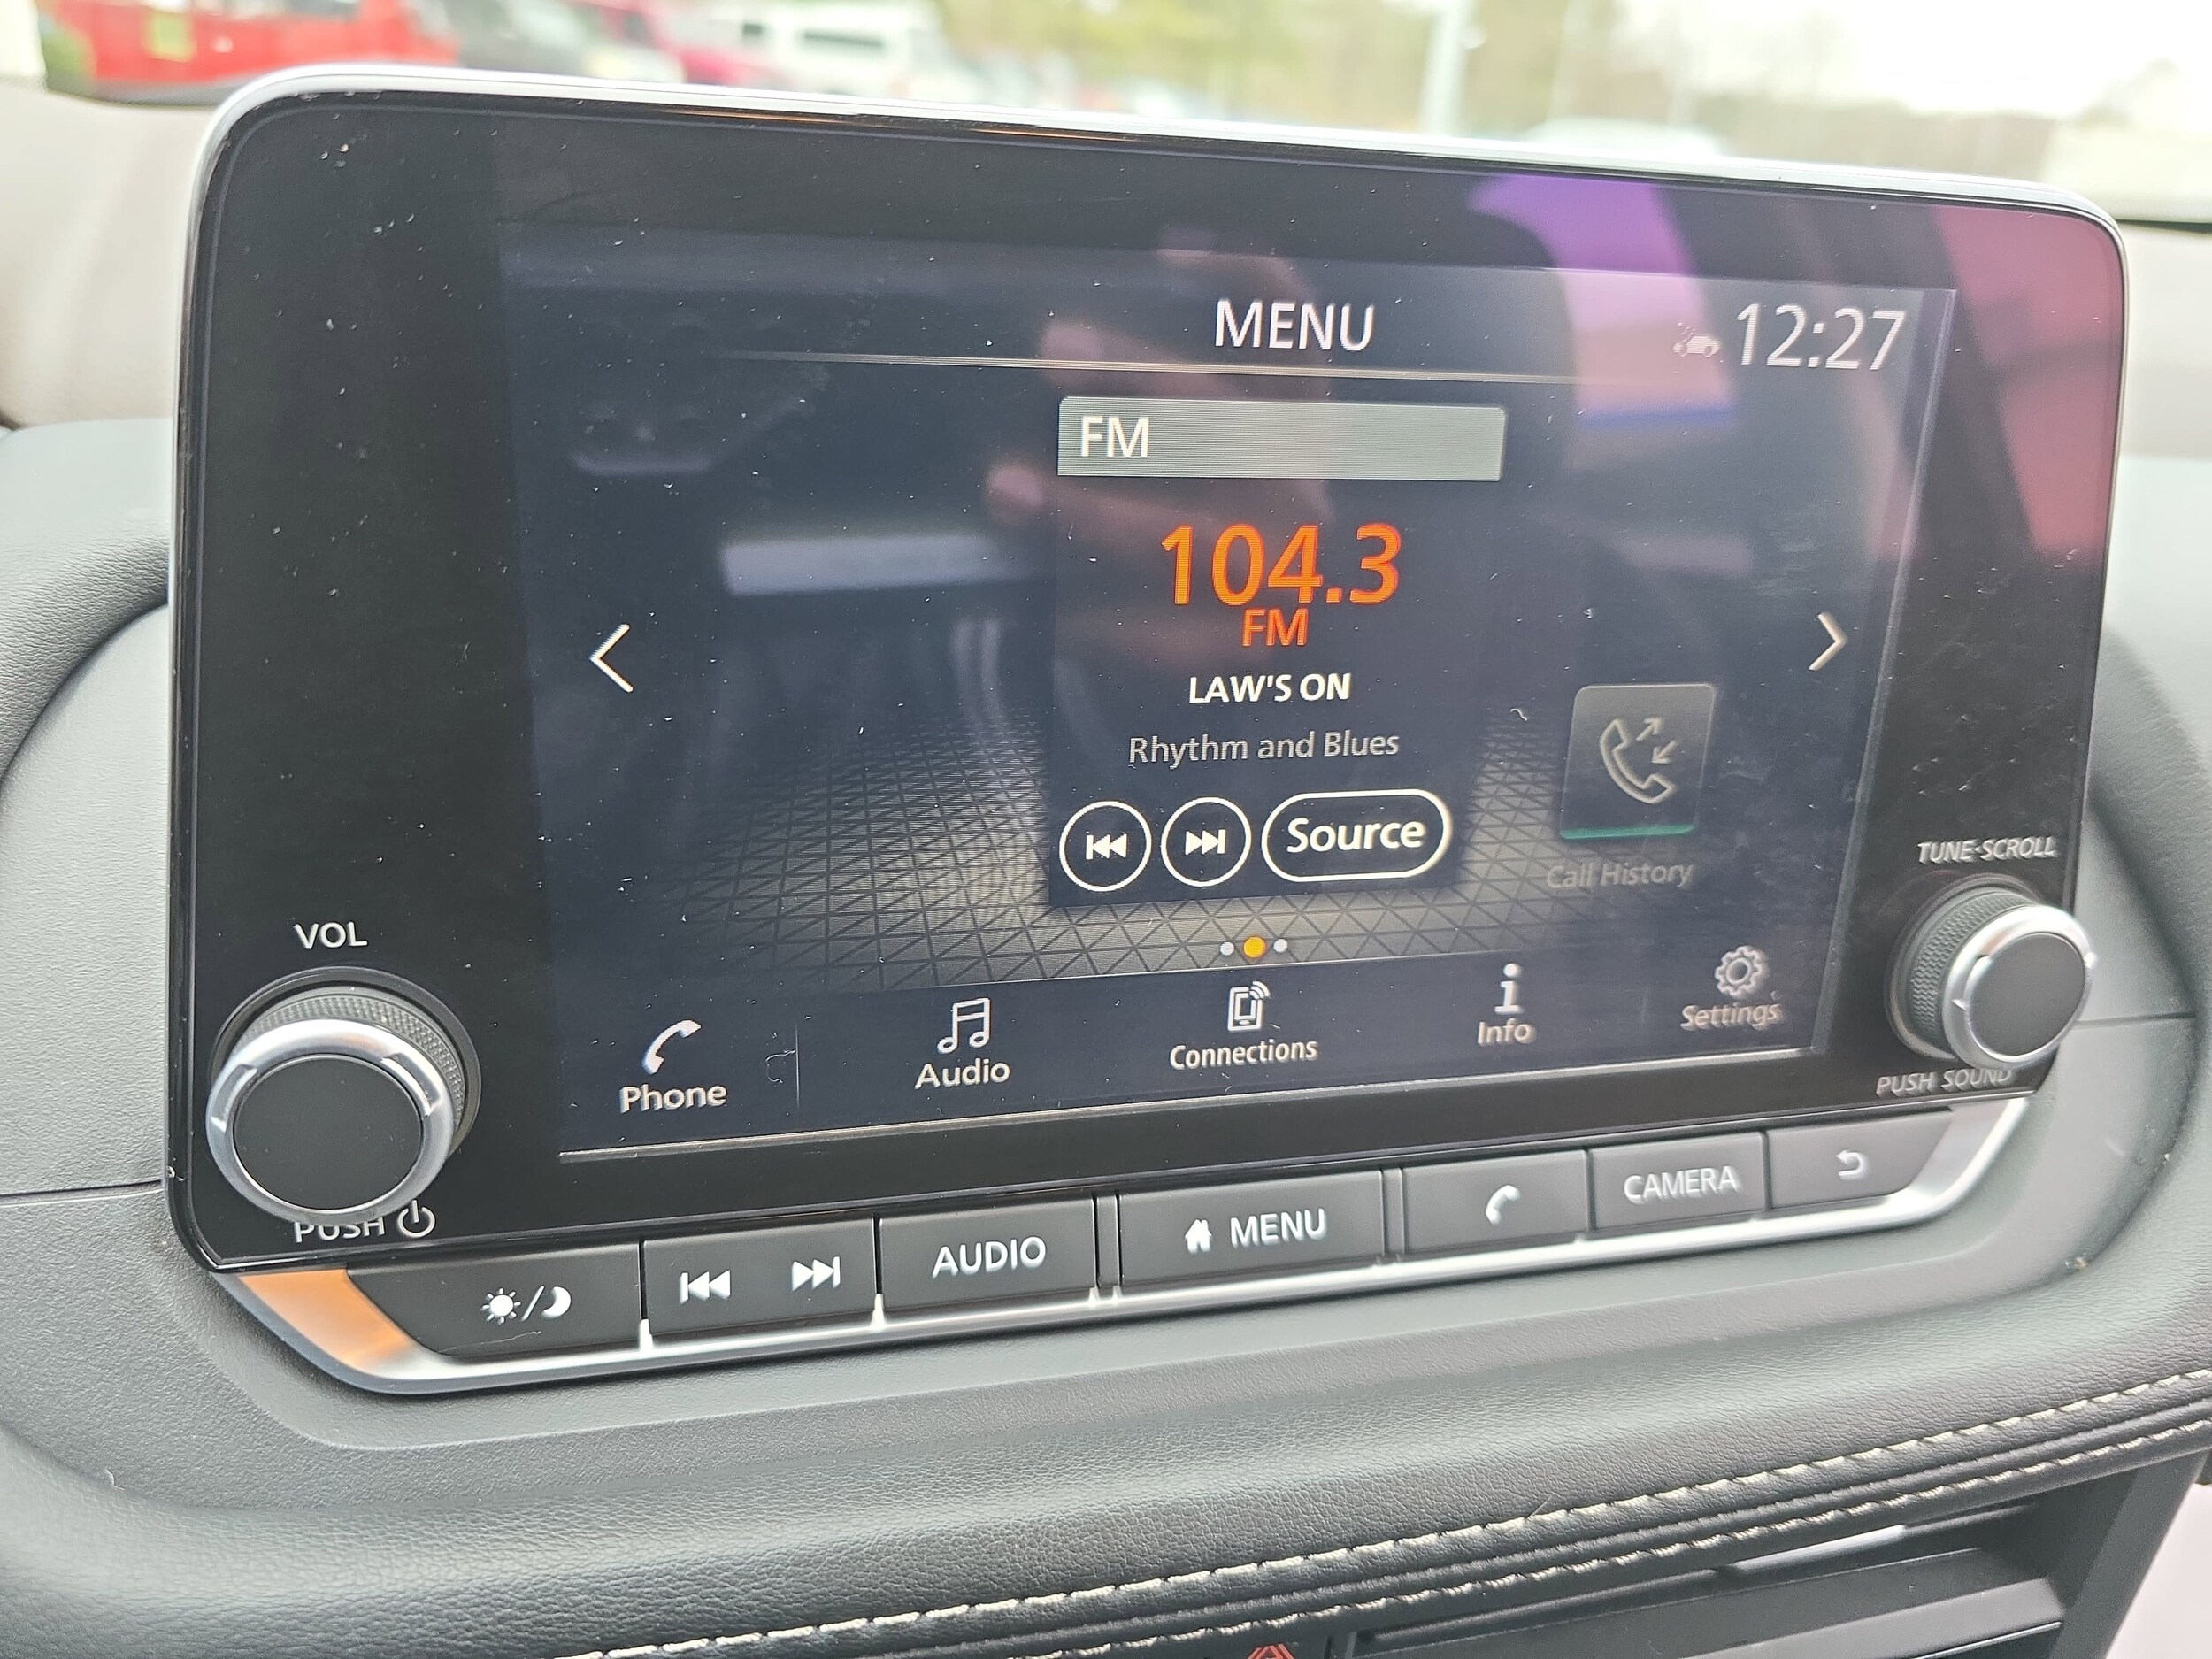 MENU
12:27
FM
104.3
FM
LAW'S ON
Rhythm and Blues
Source
Call History
TUNE·SCROLL
VOL
Phone
Audio
Connections
Info
Settings
PUSH SOUND
PUSH
AUDIO
MENU
CAMERA